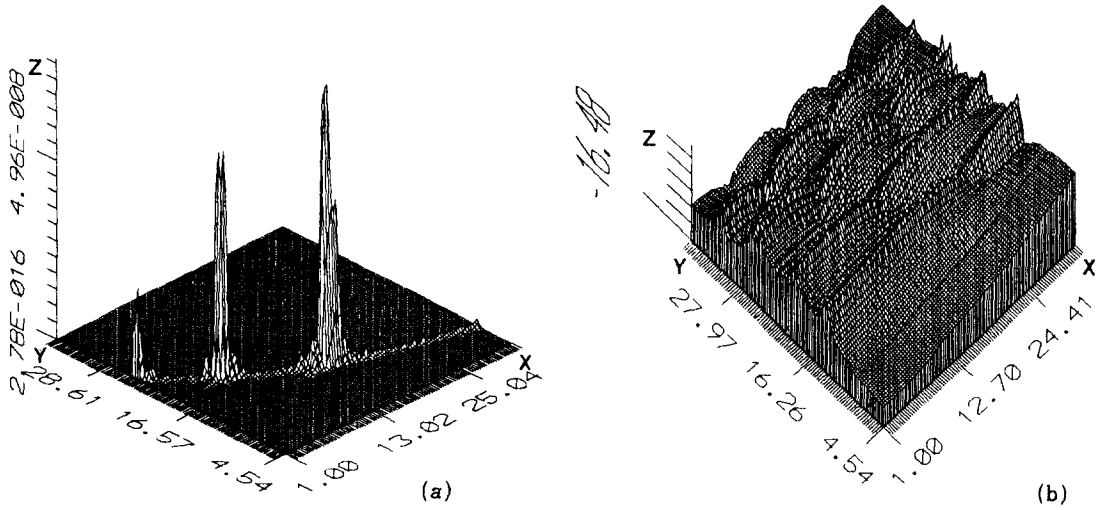 Z
4.96E-008
2.78E-016
Y
28.61
16.57
4.54
X
25.04
13.02
1.00
(a)
-16.48
Z
Y
27.97
16.26
4.54
X
24.41
12.70
1.00
(b)